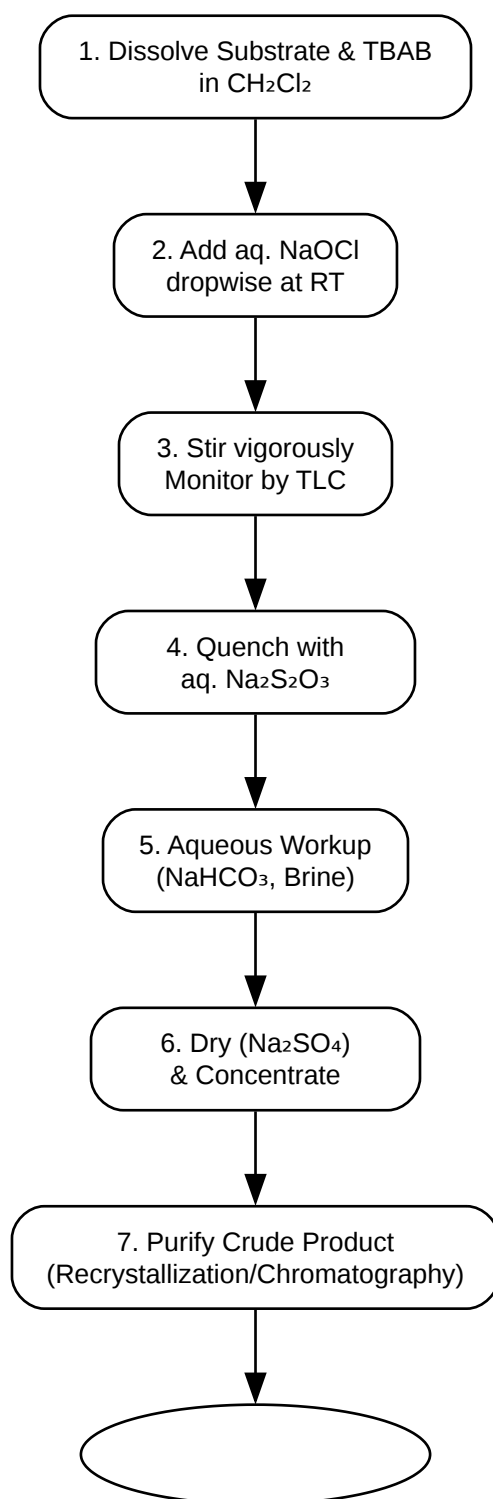 1. Dissolve Substrate & TBAB
in CH₂Cl₂
2. Add aq. NaOCl
dropwise at RT
3. Stir vigorously
Monitor by TLC
4. Quench with
aq. Na₂S₂O₃
5. Aqueous Workup
(NaHCO₃, Brine)
6. Dry (Na₂SO₄)
& Concentrate
7. Purify Crude Product
(Recrystallization/Chromatography)